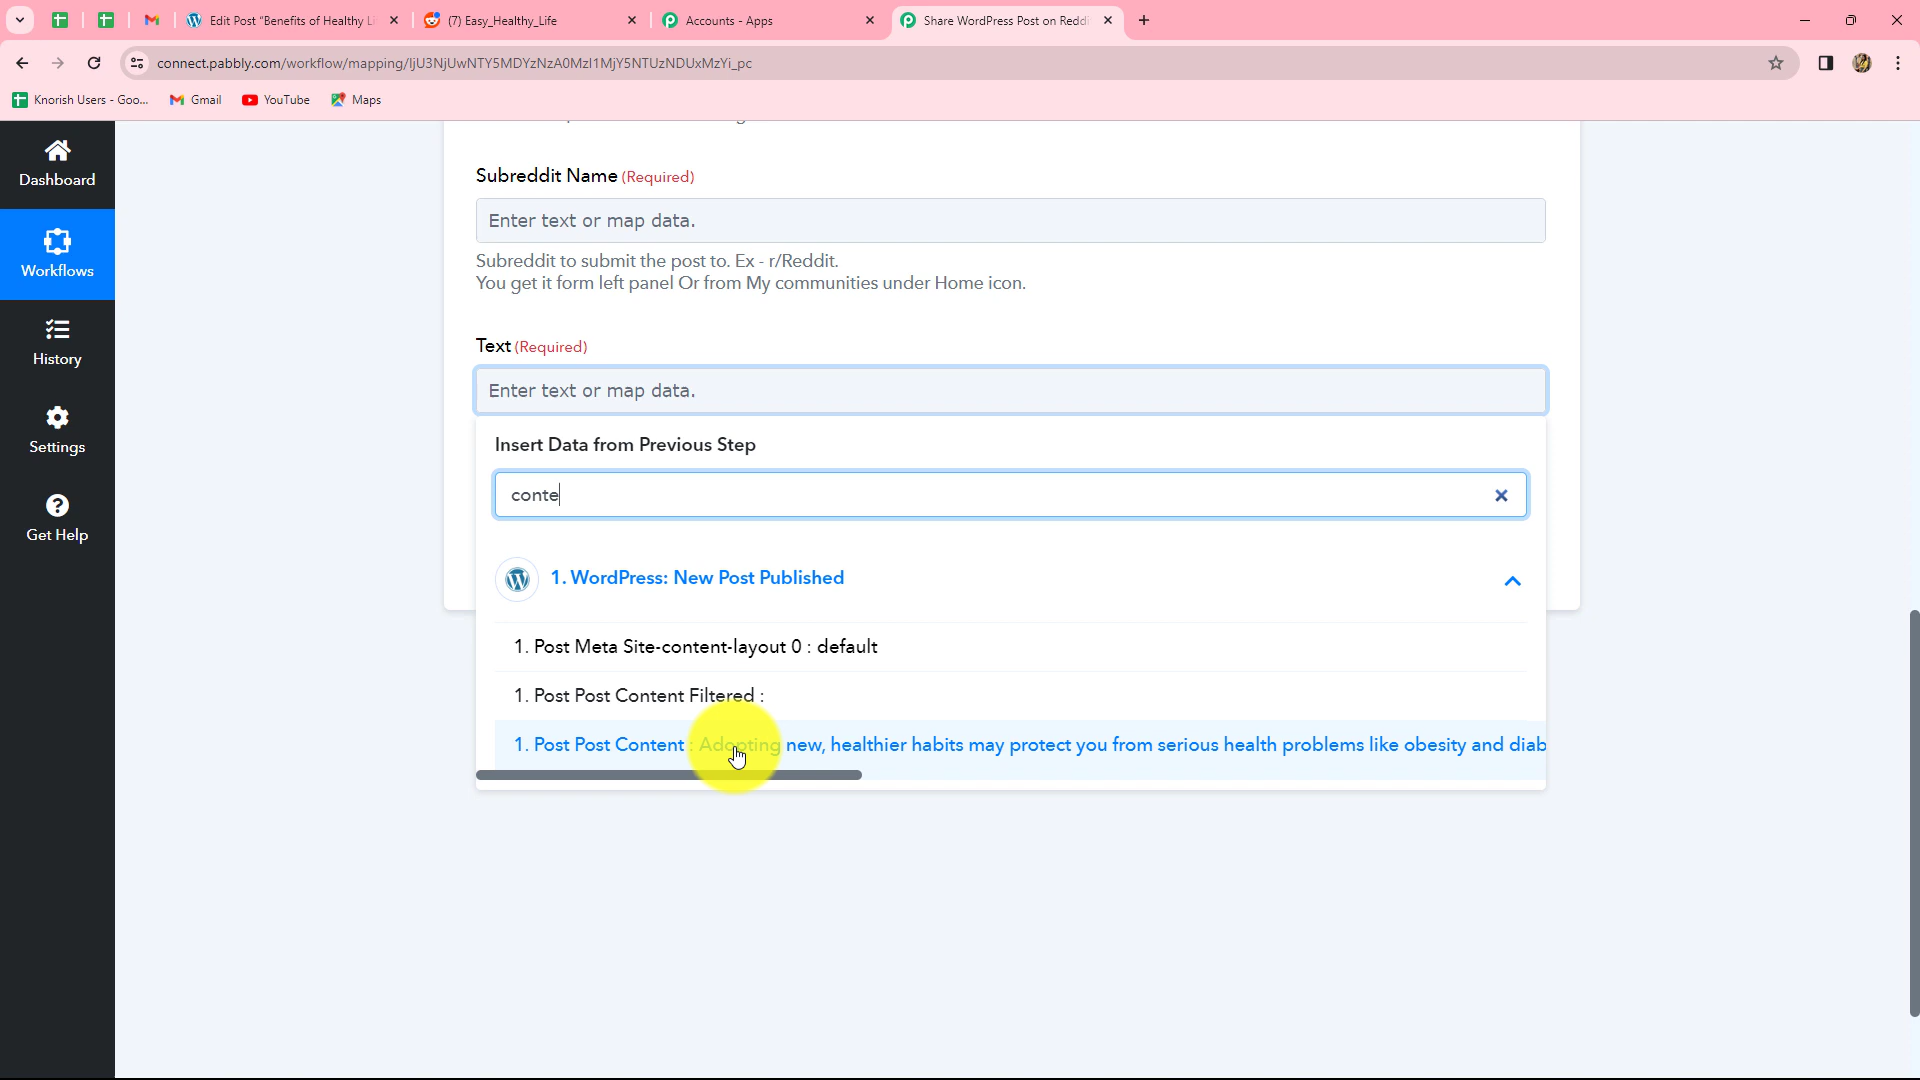 Edit Post "Benefits of Healthy Li
(7) Easy_Healthy_Life
Accounts - Apps
Share WordPress Post on Reddi
connect.pabbly.com/workflow/mapping/IjU3NjUwNTY5MDYzNzA0MzI1MjY5NTUzNDUxMzYi_pc
Knorish Users - Goo...
Gmail
YouTube
Maps
Dashboard
Workflows
History
Settings
Get Help
Subreddit Name (Required)
Enter text or map data.
Subreddit to submit the post to. Ex - r/Reddit.
You get it form left panel Or from My communities under Home icon.
Text (Required)
Enter text or map data.
Insert Data from Previous Step
conte
1. WordPress: New Post Published
1. Post Meta Site-content-layout 0 : default
1. Post Post Content Filtered :
1. Post Post Content : Adopting new, healthier habits may protect you from serious health problems like obesity and diab